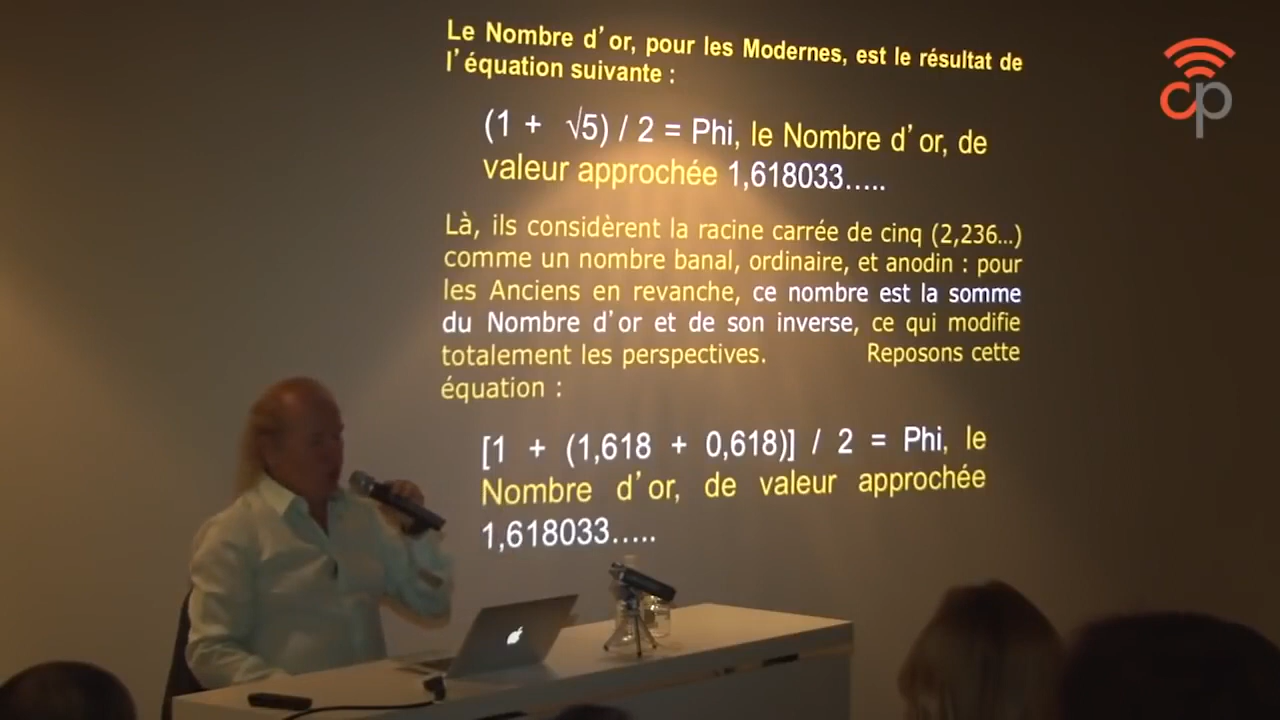 Le Nombre d'or, pour les Modernes, est le résultat de
l'équation suivante :
(1 + √5) / 2 = Phi, le Nombre d'or, de
valeur approchée 1,618033…..
Là, ils considèrent la racine carrée de cinq (2,236…)
comme un nombre banal, ordinaire, et anodin : pour
les Anciens en revanche, ce nombre est la somme
du Nombre d'or et de son inverse, ce qui modifie
totalement les perspectives. Reposons cette
équation :
[1 + (1,618 + 0,618)] / 2 = Phi, le
Nombre d'or, de valeur approchée
1,618033…..
cp